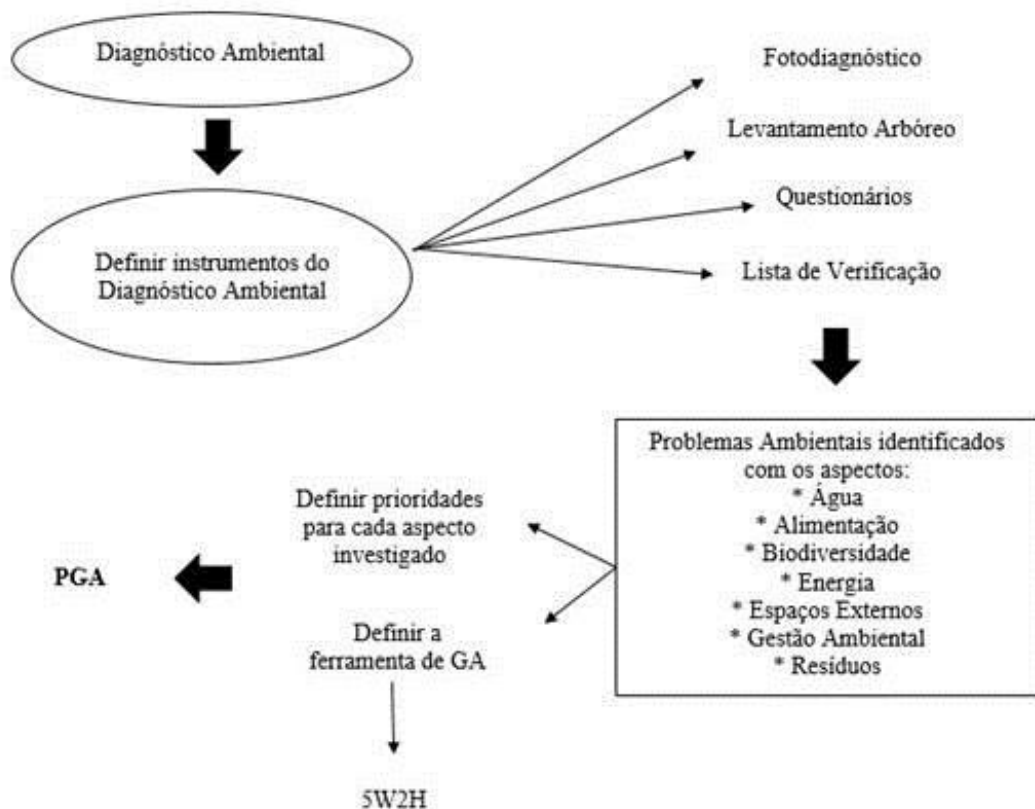 Diagnóstico Ambiental
Definir instrumentos do
Diagnóstico Ambiental
Fotodiagnóstico
Levantamento Arbóreo
Questionários
Lista de Verificação
Problemas Ambientais identificados
com os aspectos:
* Água
* Alimentação
* Biodiversidade
* Energia
* Espaços Externos
* Gestão Ambiental
* Resíduos
Definir prioridades
para cada aspecto
investigado
Definir a
ferramenta de GA
5W2H
PGA